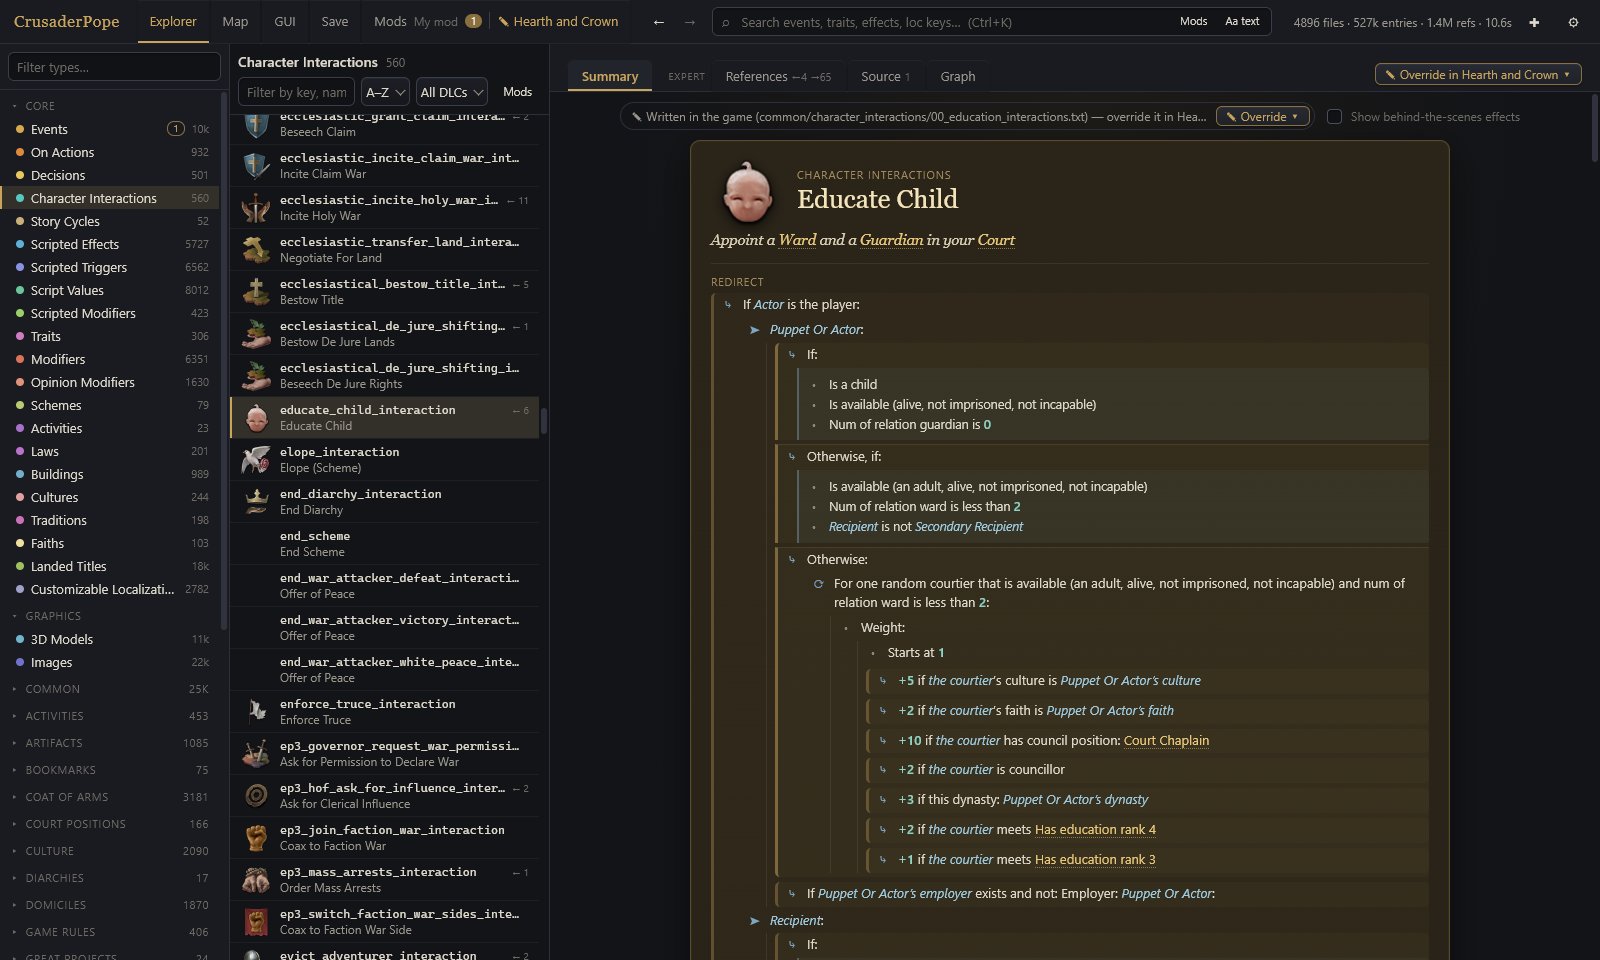 CrusaderPope
Explorer
Map
GUI
Save
Mods My mod 1
Hearth and Crown
Search events, traits, effects, loc keys... (Ctrl+K)
Mods
Aa text
4896 files · 527k entries · 1.4M refs · 10.6s
Filter types...
CORE
Events 1 10k
On Actions 932
Decisions 501
Character Interactions 560
Story Cycles 52
Scripted Effects 5727
Scripted Triggers 6562
Script Values 8012
Scripted Modifiers 423
Traits 306
Modifiers 6351
Opinion Modifiers 1630
Schemes 79
Activities 23
Laws 201
Buildings 989
Cultures 244
Traditions 198
Faiths 103
Landed Titles 18k
Customizable Localizati... 2782
GRAPHICS
3D Models 11k
Images 22k
COMMON 25K
ACTIVITIES 453
ARTIFACTS 1085
BOOKMARKS 75
COAT OF ARMS 3181
COURT POSITIONS 166
CULTURE 2090
DIARCHIES 17
DOMICILES 1870
GAME RULES 406
GREAT PROJECTS 24
Character Interactions 560
Filter by key, nam
A–Z
All DLCs
Mods
ecclesiastic_grant_claim_intera... ←2
Beseech Claim
ecclesiastic_incite_claim_war_int...
Incite Claim War
ecclesiastic_incite_holy_war_i... ←11
Incite Holy War
ecclesiastic_transfer_land_intera...
Negotiate For Land
ecclesiastical_bestow_title_int... ←5
Bestow Title
ecclesiastical_de_jure_shifting... ←1
Bestow De Jure Lands
ecclesiastical_de_jure_shifting_i...
Beseech De Jure Rights
educate_child_interaction ←6
Educate Child
elope_interaction
Elope (Scheme)
end_diarchy_interaction
End Diarchy
end_scheme
End Scheme
end_war_attacker_defeat_interacti...
Offer of Peace
end_war_attacker_victory_interact...
Offer of Peace
end_war_attacker_white_peace_inte...
Offer of Peace
enforce_truce_interaction
Enforce Truce
ep3_governor_request_war_permissi...
Ask for Permission to Declare War
ep3_hof_ask_for_influence_inter... ←2
Ask for Clerical Influence
ep3_join_faction_war_interaction
Coax to Faction War
ep3_mass_arrests_interaction ←1
Order Mass Arrests
ep3_switch_faction_war_sides_inte...
Coax to Faction War Side
evict_adventurer_interaction ←2
Summary
EXPERT
References ←4 →65
Source 1
Graph
Override in Hearth and Crown
Written in the game (common/character_interactions/00_education_interactions.txt) — override it in Hea...
Override
Show behind-the-scenes effects
CHARACTER INTERACTIONS
Educate Child
Appoint a Ward and a Guardian in your Court
REDIRECT
If Actor is the player:
Puppet Or Actor:
If:
Is a child
Is available (alive, not imprisoned, not incapable)
Num of relation guardian is 0
Otherwise, if:
Is available (an adult, alive, not imprisoned, not incapable)
Num of relation ward is less than 2
Recipient is not Secondary Recipient
Otherwise:
For one random courtier that is available (an adult, alive, not imprisoned, not incapable) and num of
relation ward is less than 2:
Weight:
Starts at 1
+5 if the courtier's culture is Puppet Or Actor's culture
+2 if the courtier's faith is Puppet Or Actor's faith
+10 if the courtier has council position: Court Chaplain
+2 if the courtier is councillor
+3 if this dynasty: Puppet Or Actor's dynasty
+2 if the courtier meets Has education rank 4
+1 if the courtier meets Has education rank 3
If Puppet Or Actor's employer exists and not: Employer: Puppet Or Actor:
Recipient:
If: